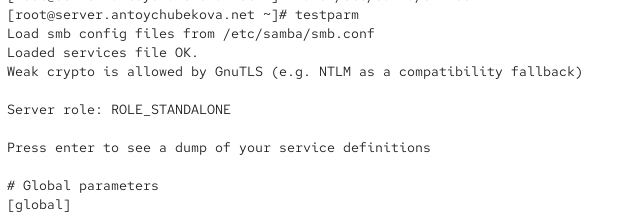 [root@server.antoychubekova.net ~]# testparm
Load smb config files from /etc/samba/smb.conf
Loaded services file OK.
Weak crypto is allowed by GnuTLS (e.g. NTLM as a compatibility fallback)
Server role: ROLE_STANDALONE
Press enter to see a dump of your service definitions
# Global parameters
[global]